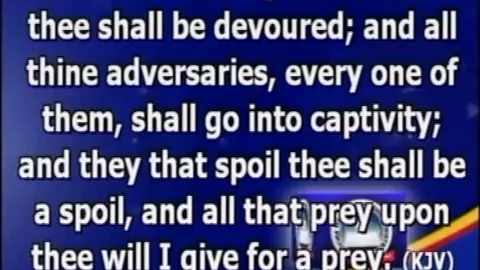 thee shall be devoured; and all
thine adversaries, every one of
them, shall go into captivity;
and they that spoil thee shall be
a spoil, and all that prey upon
thee will I give for a prey. (KJV)